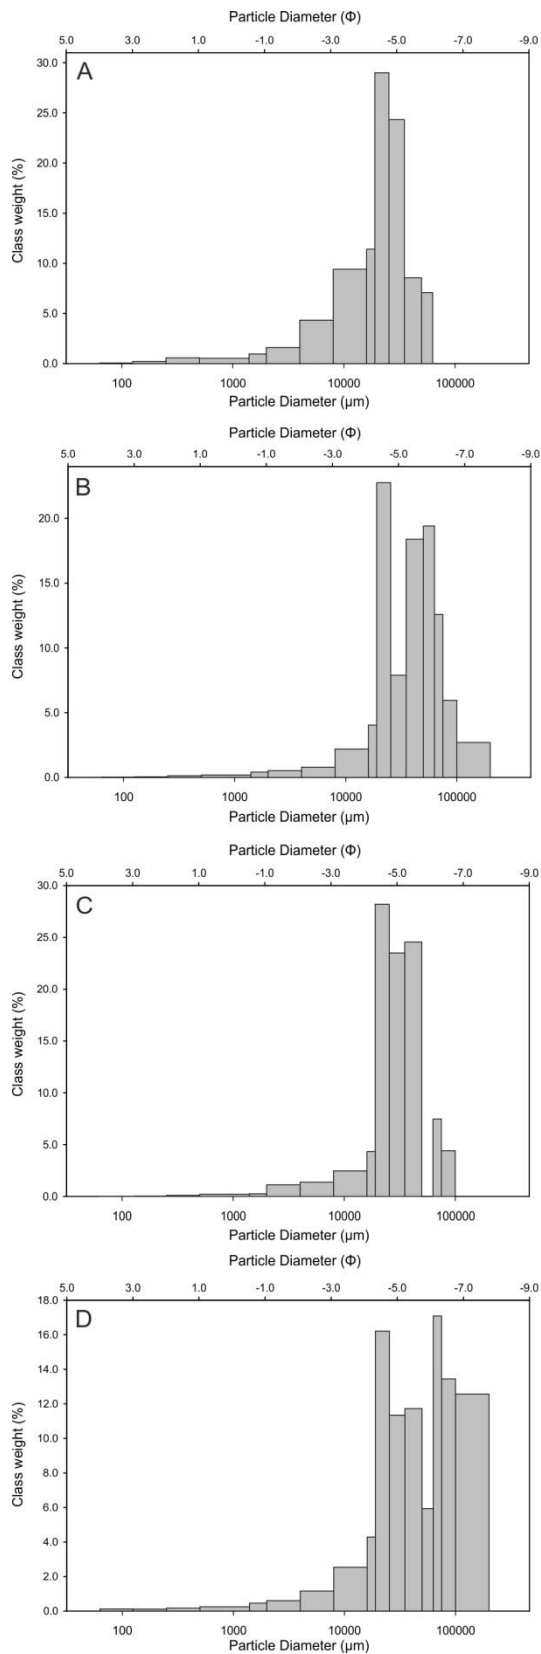 Particle Diameter (Φ)
5.0 3.0 1.0 -1.0 -3.0 -5.0 -7.0 -9.0
A
30.0
25.0
20.0
15.0
10.0
5.0
0.0
Class weight (%)
100 1000 10000 100000
Particle Diameter (µm)
Particle Diameter (Φ)
5.0 3.0 1.0 -1.0 -3.0 -5.0 -7.0 -9.0
B
20.0
15.0
10.0
5.0
0.0
Class weight (%)
100 1000 10000 100000
Particle Diameter (µm)
Particle Diameter (Φ)
5.0 3.0 1.0 -1.0 -3.0 -5.0 -7.0 -9.0
C
30.0
25.0
20.0
15.0
10.0
5.0
0.0
Class weight (%)
100 1000 10000 100000
Particle Diameter (µm)
Particle Diameter (Φ)
5.0 3.0 1.0 -1.0 -3.0 -5.0 -7.0 -9.0
D
18.0
16.0
14.0
12.0
10.0
8.0
6.0
4.0
2.0
0.0
Class weight (%)
100 1000 10000 100000
Particle Diameter (µm)